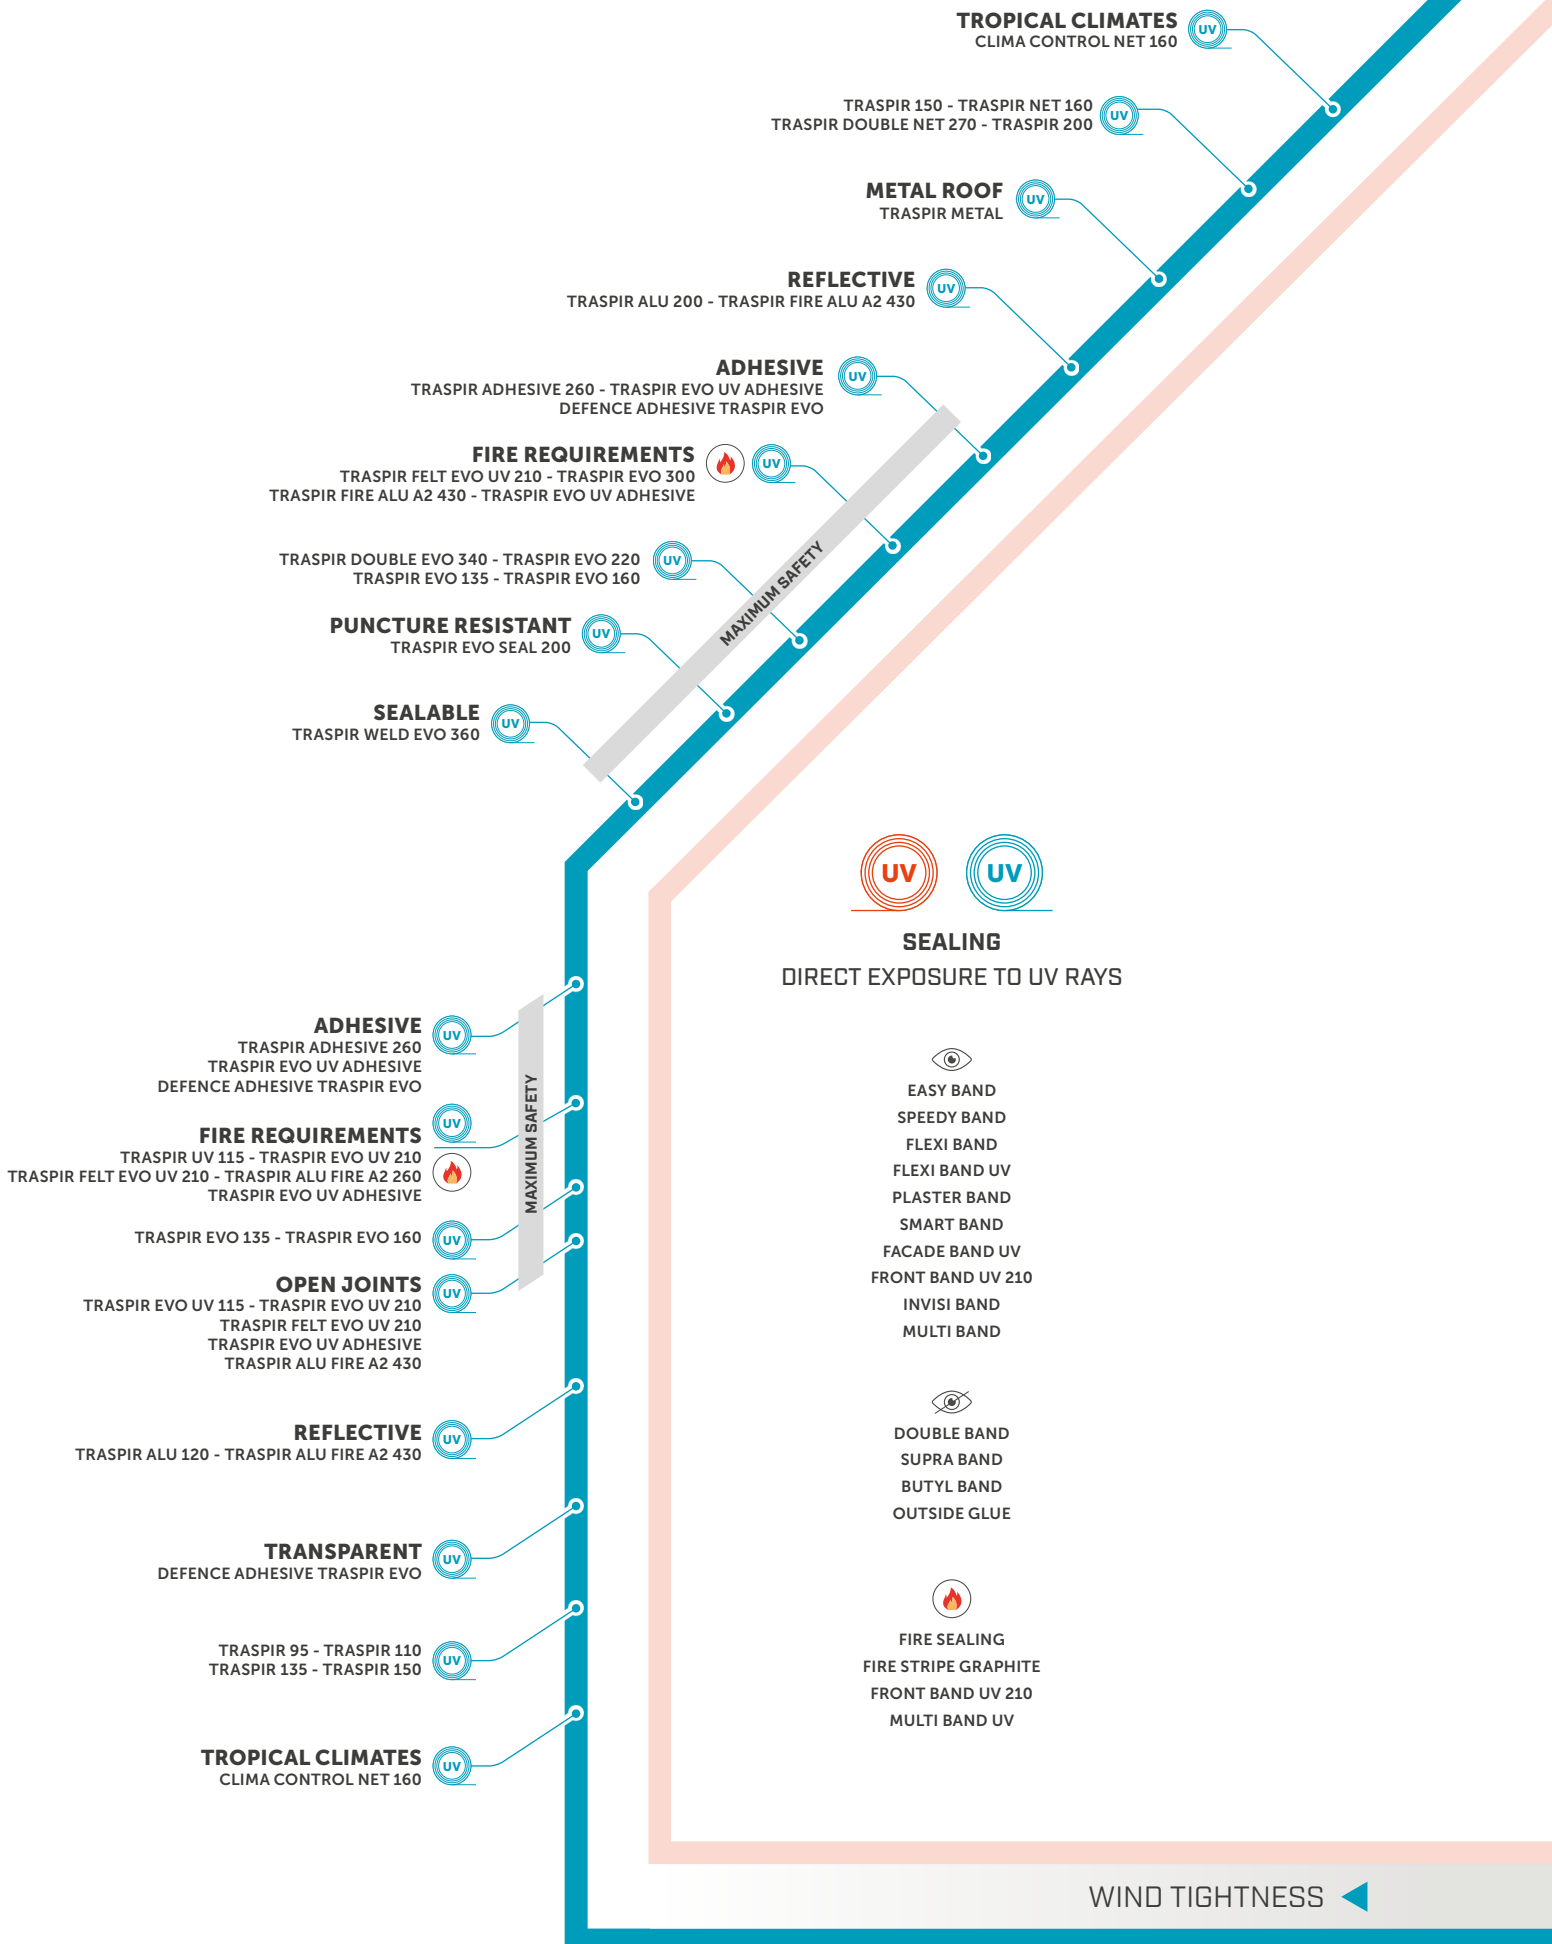 TROPICAL CLIMATES
CLIMA CONTROL NET 160
UV
TRASPIR 150 - TRASPIR NET 160
TRASPIR DOUBLE NET 270 - TRASPIR 200
UV
METAL ROOF
TRASPIR METAL
UV
REFLECTIVE
TRASPIR ALU 200 - TRASPIR FIRE ALU A2 430
UV
ADHESIVE
TRASPIR ADHESIVE 260 - TRASPIR EVO UV ADHESIVE
DEFENCE ADHESIVE TRASPIR EVO
UV
FIRE REQUIREMENTS
TRASPIR FELT EVO UV 210 - TRASPIR EVO 300
TRASPIR FIRE ALU A2 430 - TRASPIR EVO UV ADHESIVE
UV
TRASPIR DOUBLE EVO 340 - TRASPIR EVO 220
TRASPIR EVO 135 - TRASPIR EVO 160
UV
MAXIMUM SAFETY
PUNCTURE RESISTANT
TRASPIR EVO SEAL 200
UV
SEALABLE
TRASPIR WELD EVO 360
UV
ADHESIVE
TRASPIR ADHESIVE 260
TRASPIR EVO UV ADHESIVE
DEFENCE ADHESIVE TRASPIR EVO
UV
FIRE REQUIREMENTS
TRASPIR UV 115 - TRASPIR EVO UV 210
TRASPIR FELT EVO UV 210 - TRASPIR ALU FIRE A2 260
TRASPIR EVO UV ADHESIVE
UV
MAXIMUM SAFETY
TRASPIR EVO 135 - TRASPIR EVO 160
UV
OPEN JOINTS
TRASPIR EVO UV 115 - TRASPIR EVO UV 210
TRASPIR FELT EVO UV 210
TRASPIR EVO UV ADHESIVE
TRASPIR ALU FIRE A2 430
UV
REFLECTIVE
TRASPIR ALU 120 - TRASPIR ALU FIRE A2 430
UV
TRANSPARENT
DEFENCE ADHESIVE TRASPIR EVO
UV
TRASPIR 95 - TRASPIR 110
TRASPIR 135 - TRASPIR 150
UV
TROPICAL CLIMATES
CLIMA CONTROL NET 160
UV
UV
UV
SEALING
DIRECT EXPOSURE TO UV RAYS
EASY BAND
SPEEDY BAND
FLEXI BAND
FLEXI BAND UV
PLASTER BAND
SMART BAND
FACADE BAND UV
FRONT BAND UV 210
INVISI BAND
MULTI BAND
DOUBLE BAND
SUPRA BAND
BUTYL BAND
OUTSIDE GLUE
FIRE SEALING
FIRE STRIPE GRAPHITE
FRONT BAND UV 210
MULTI BAND UV
WIND TIGHTNESS